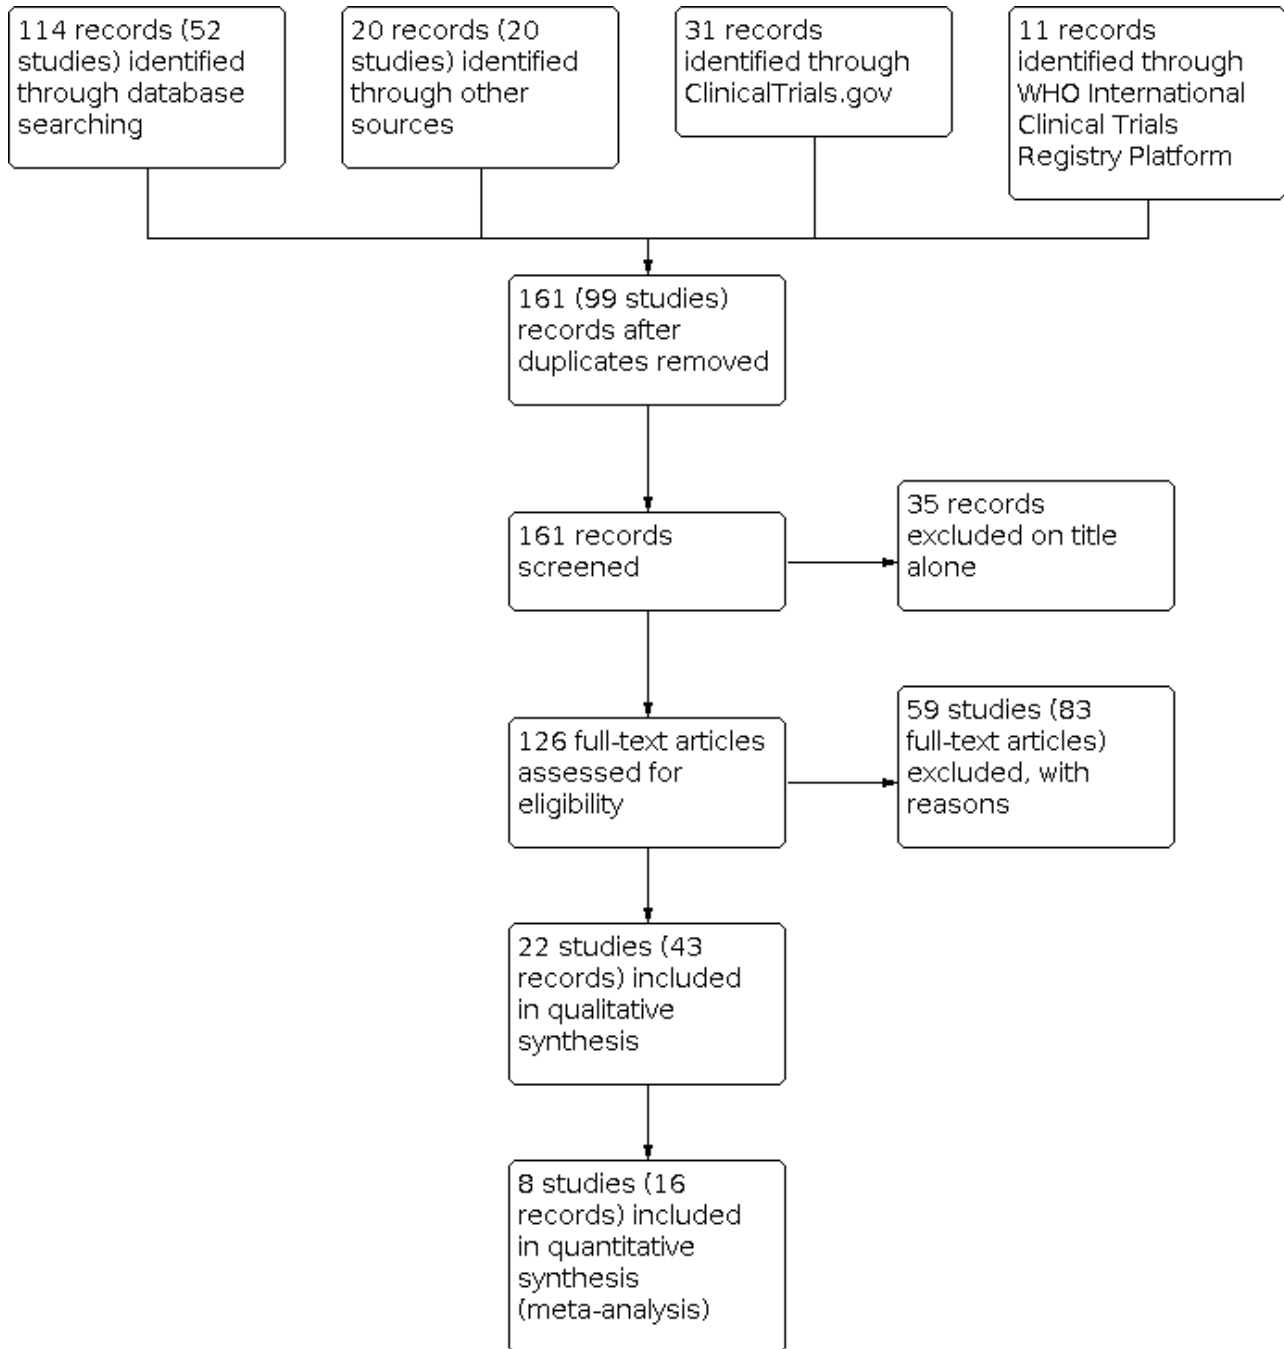 114 records (52
studies) identified
through database
searching
20 records (20
studies) identified
through other
sources
31 records
identified through
ClinicalTrials.gov
11 records
identified through
WHO International
Clinical Trials
Registry Platform
161 (99 studies)
records after
duplicates removed
161 records
screened
35 records
excluded on title
alone
126 full-text articles
assessed for
eligibility
59 studies (83
full-text articles)
excluded, with
reasons
22 studies (43
records) included
in qualitative
synthesis
8 studies (16
records) included
in quantitative
synthesis
(meta-analysis)